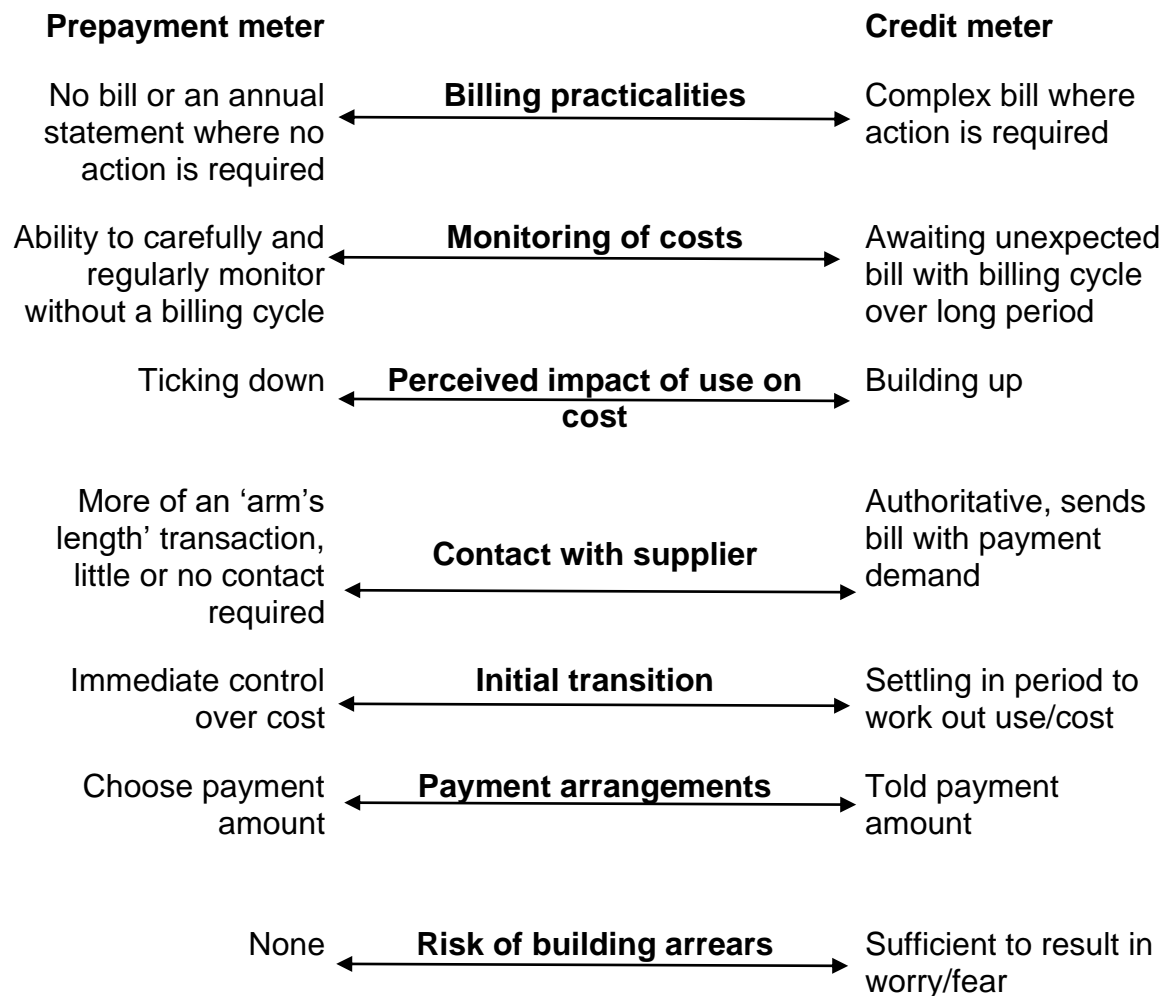 Prepayment meter
Credit meter
No bill or an annual
statement where no
action is required
Billing practicalities
Complex bill where
action is required
Ability to carefully and
regularly monitor
without a billing cycle
Monitoring of costs
Awaiting unexpected
bill with billing cycle
over long period
Ticking down
Perceived impact of use on
cost
Building up
More of an ‘arm’s
length’ transaction,
little or no contact
required
Contact with supplier
Authoritative, sends
bill with payment
demand
Immediate control
over cost
Initial transition
Settling in period to
work out use/cost
Choose payment
amount
Payment arrangements
Told payment
amount
None
Risk of building arrears
Sufficient to result in
worry/fear